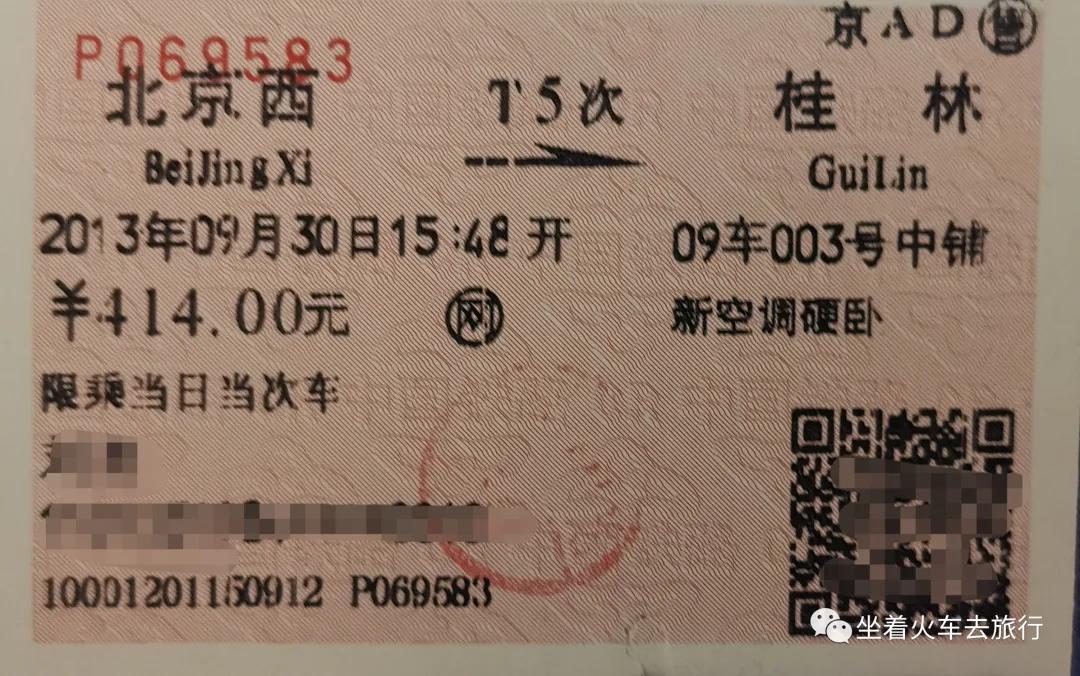 京AD售
P069583
北京西 T5次 桂林
BeiJingXi GuiLin
2013年09月30日15:48开 09车003号中铺
¥414.00元 网 新空调硬卧
限乘当日当次车
10001201150912 P069583
坐着火车去旅行